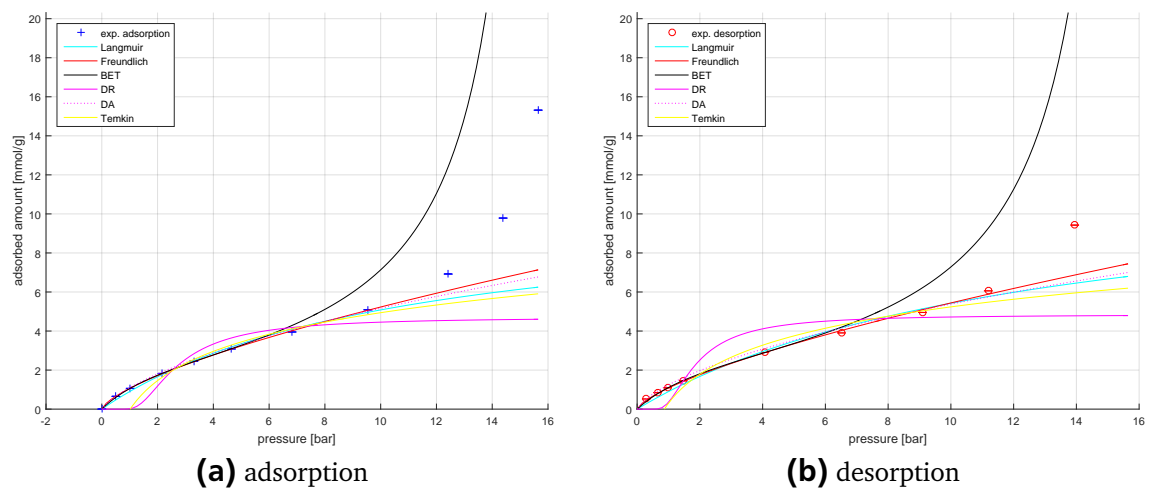 20
18
16
14
12
10
8
6
4
2
0
adsorbed amount [mmol/g]
exp. adsorption
Langmuir
Freundlich
BET
DR
DA
Temkin
-2 0 2 4 6 8 10 12 14 16
pressure [bar]
(a) adsorption
20
18
16
14
12
10
8
6
4
2
0
adsorbed amount [mmol/g]
exp. desorption
Langmuir
Freundlich
BET
DR
DA
Temkin
0 2 4 6 8 10 12 14 16
pressure [bar]
(b) desorption